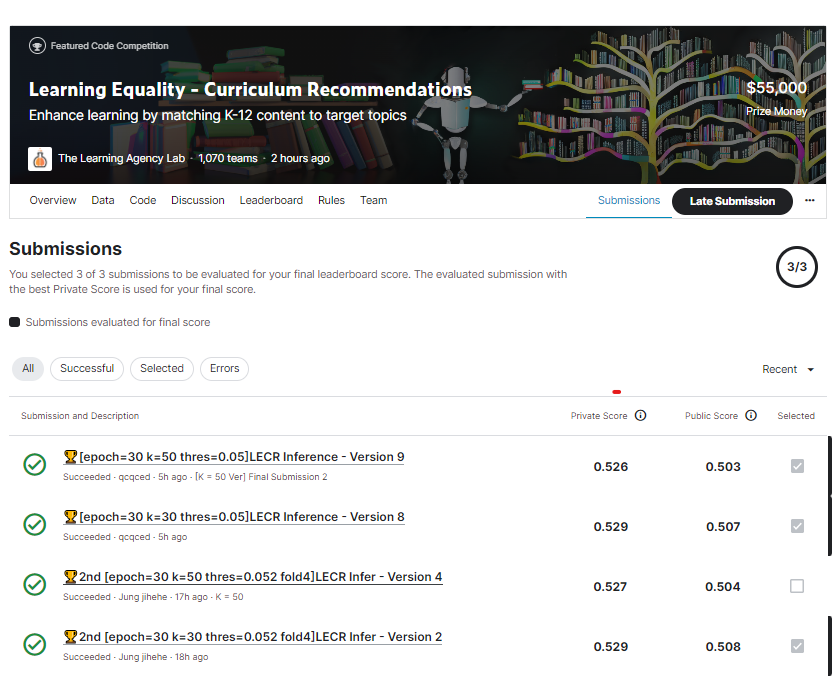 Featured Code Competition
Learning Equality - Curriculum Recommendations
$55,000
Enhance learning by matching K-12 content to target topics
Prize Money
The Learning Agency Lab · 1,070 teams · 2 hours ago
Overview Data Code Discussion Leaderboard Rules Team Submissions Late Submission ···
Submissions
You selected 3 of 3 submissions to be evaluated for your final leaderboard score. The evaluated submission with
the best Private Score is used for your final score.
3/3
Submissions evaluated for final score
All Successful Selected Errors Recent
Submission and Description Private Score Public Score Selected
🏆[epoch=30 k=50 thres=0.05]LECR Inference - Version 9 0.526 0.503
Succeeded · qcqced · 5h ago · [K = 50 Ver] Final Submission 2
🏆[epoch=30 k=30 thres=0.05]LECR Inference - Version 8 0.529 0.507
Succeeded · qcqced · 5h ago
🏆2nd [epoch=30 k=50 thres=0.052 fold4]LECR Infer - Version 4 0.527 0.504
Succeeded · Jung jihehe · 17h ago · K = 50
🏆2nd [epoch=30 k=30 thres=0.052 fold4]LECR Infer - Version 2 0.529 0.508
Succeeded · Jung jihehe · 18h ago